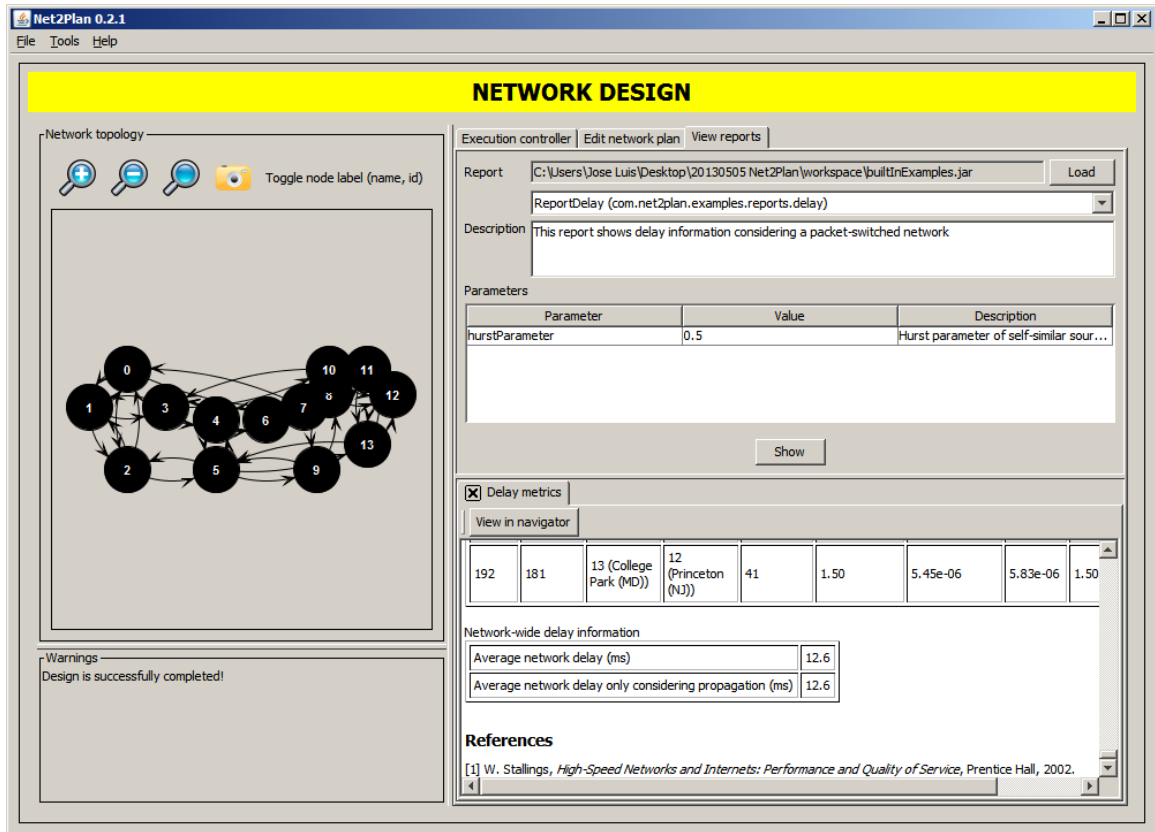 Net2Plan 0.2.1
File Tools Help
NETWORK DESIGN
Network topology
Toggle node label (name, id)
0
10
11
1
3
8
12
7
4
6
13
2
5
9
Warnings
Design is successfully completed!
Execution controller Edit network plan View reports
Report C:\Users\Jose Luis\Desktop\20130505 Net2Plan\workspace\builtInExamples.jar Load
ReportDelay (com.net2plan.examples.reports.delay)
Description This report shows delay information considering a packet-switched network
Parameters
Parameter Value Description
hurstParameter 0.5 Hurst parameter of self-similar sour...
Show
Delay metrics
View in navigator
192 181 13 (College Park (MD)) 12 (Princeton (NJ)) 41 1.50 5.45e-06 5.83e-06 1.50
Network-wide delay information
Average network delay (ms) 12.6
Average network delay only considering propagation (ms) 12.6
References
[1] W. Stallings, High-Speed Networks and Internets: Performance and Quality of Service, Prentice Hall, 2002.